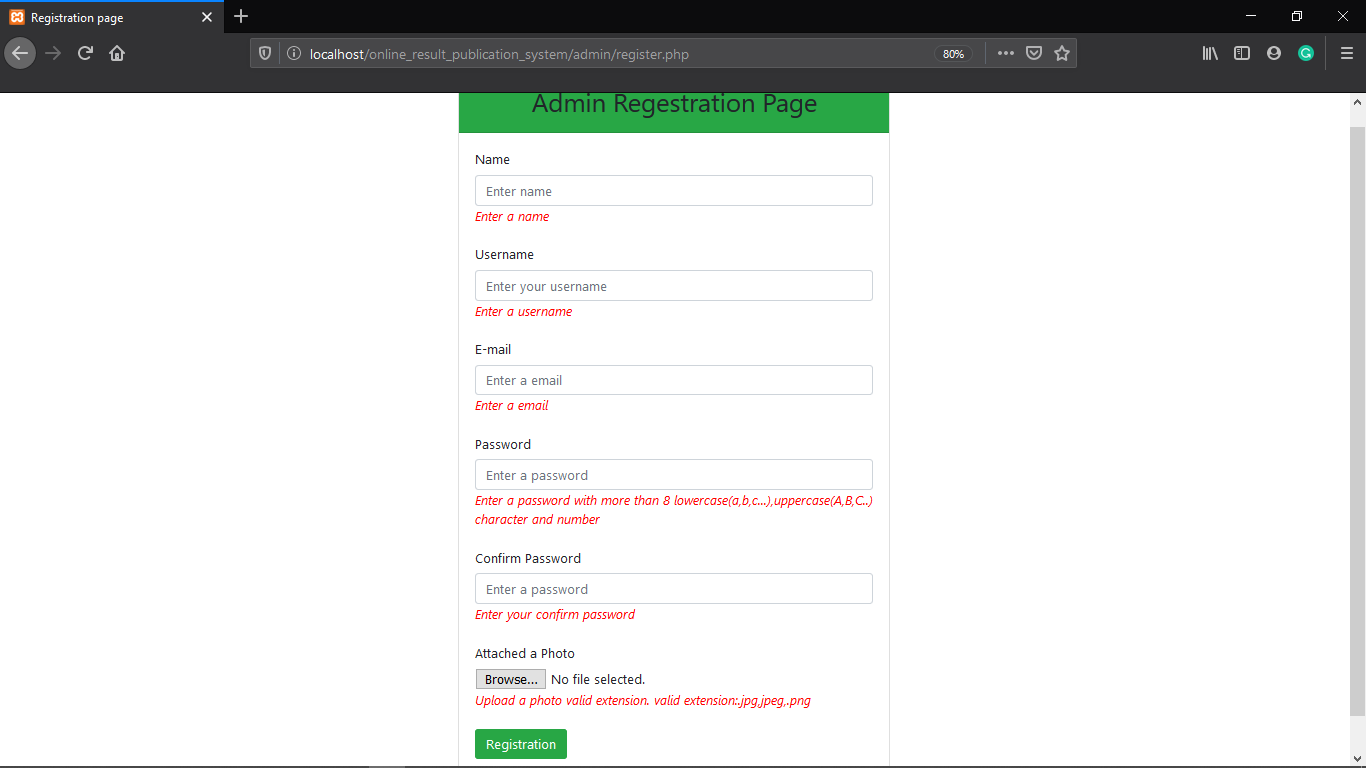 Registration page
localhost/online_result_publication_system/admin/register.php
80%
Admin Regestration Page
Name
Enter name
Enter a name
Username
Enter your username
Enter a username
E-mail
Enter a email
Enter a email
Password
Enter a password
Enter a password with more than 8 lowercase(a,b,c...),uppercase(A,B,C..)
character and number
Confirm Password
Enter a password
Enter your confirm password
Attached a Photo
Browse... No file selected.
Upload a photo valid extension. valid extension:.jpg,jpeg,.png
Registration